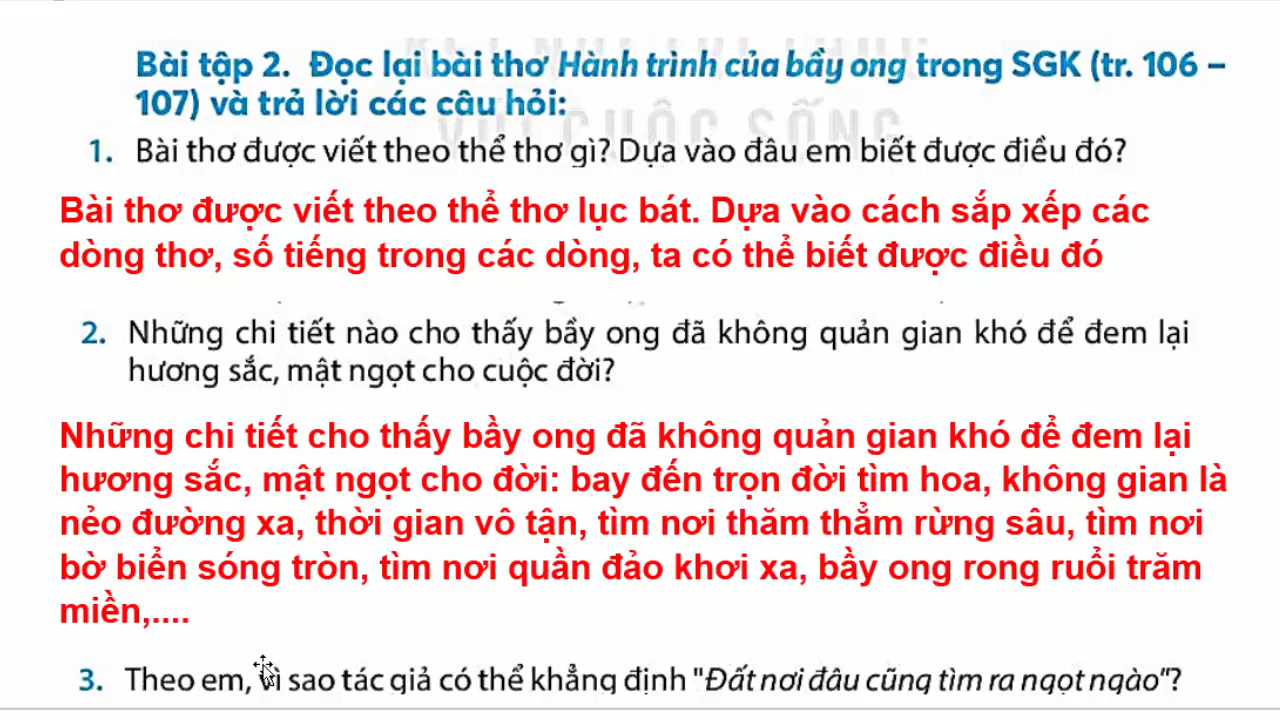 Bài tập 2. Đọc lại bài thơ Hành trình của bầy ong trong SGK (tr. 106 –
107) và trả lời các câu hỏi:
1. Bài thơ được viết theo thể thơ gì? Dựa vào đâu em biết được điều đó?
Bài thơ được viết theo thể thơ lục bát. Dựa vào cách sắp xếp các
dòng thơ, số tiếng trong các dòng, ta có thể biết được điều đó
2. Những chi tiết nào cho thấy bầy ong đã không quản gian khó để đem lại
hương sắc, mật ngọt cho cuộc đời?
Những chi tiết cho thấy bầy ong đã không quản gian khó để đem lại
hương sắc, mật ngọt cho đời: bay đến trọn đời tìm hoa, không gian là
nẻo đường xa, thời gian vô tận, tìm nơi thăm thẳm rừng sâu, tìm nơi
bờ biển sóng tròn, tìm nơi quần đảo khơi xa, bầy ong rong ruổi trăm
miền,....
3. Theo em, vì sao tác giả có thể khẳng định "Đất nơi đâu cũng tìm ra ngọt ngào"?